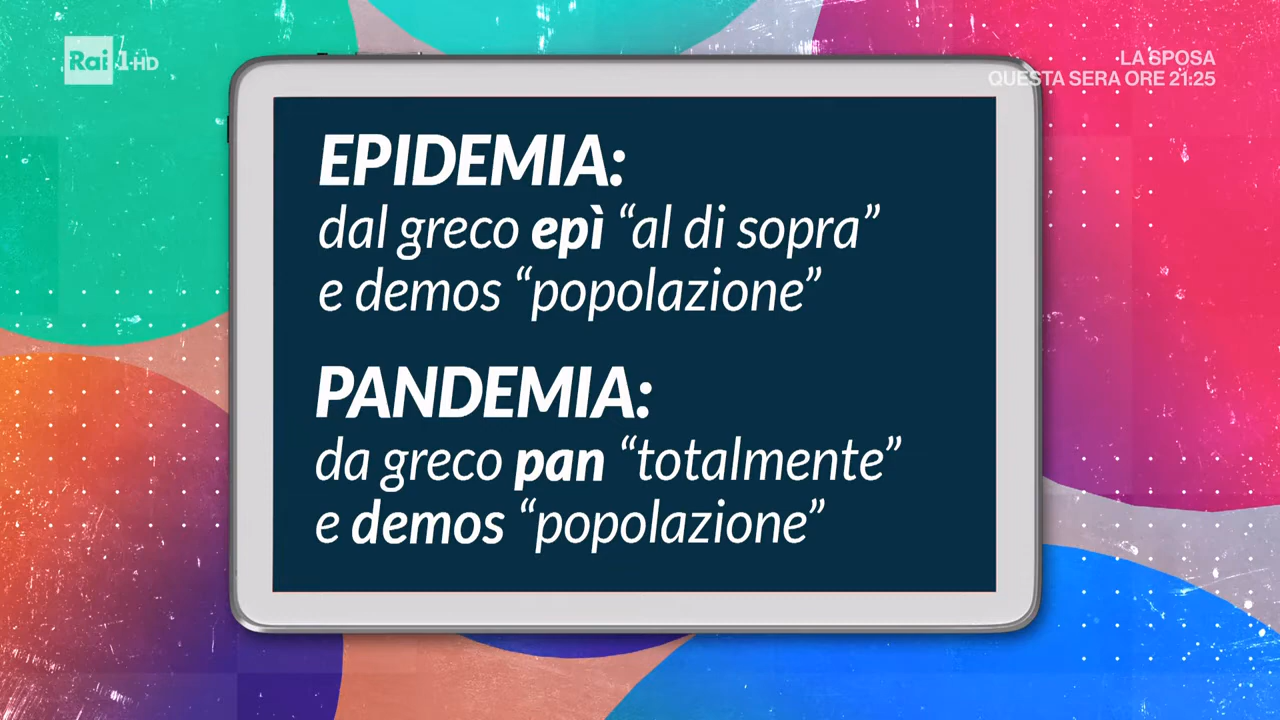 Rai 1 HD
LA SPOSA
QUESTA SERA ORE 21:25
EPIDEMIA:
dal greco epì “al di sopra”
e demos “popolazione”
PANDEMIA:
da greco pan “totalmente”
e demos “popolazione”